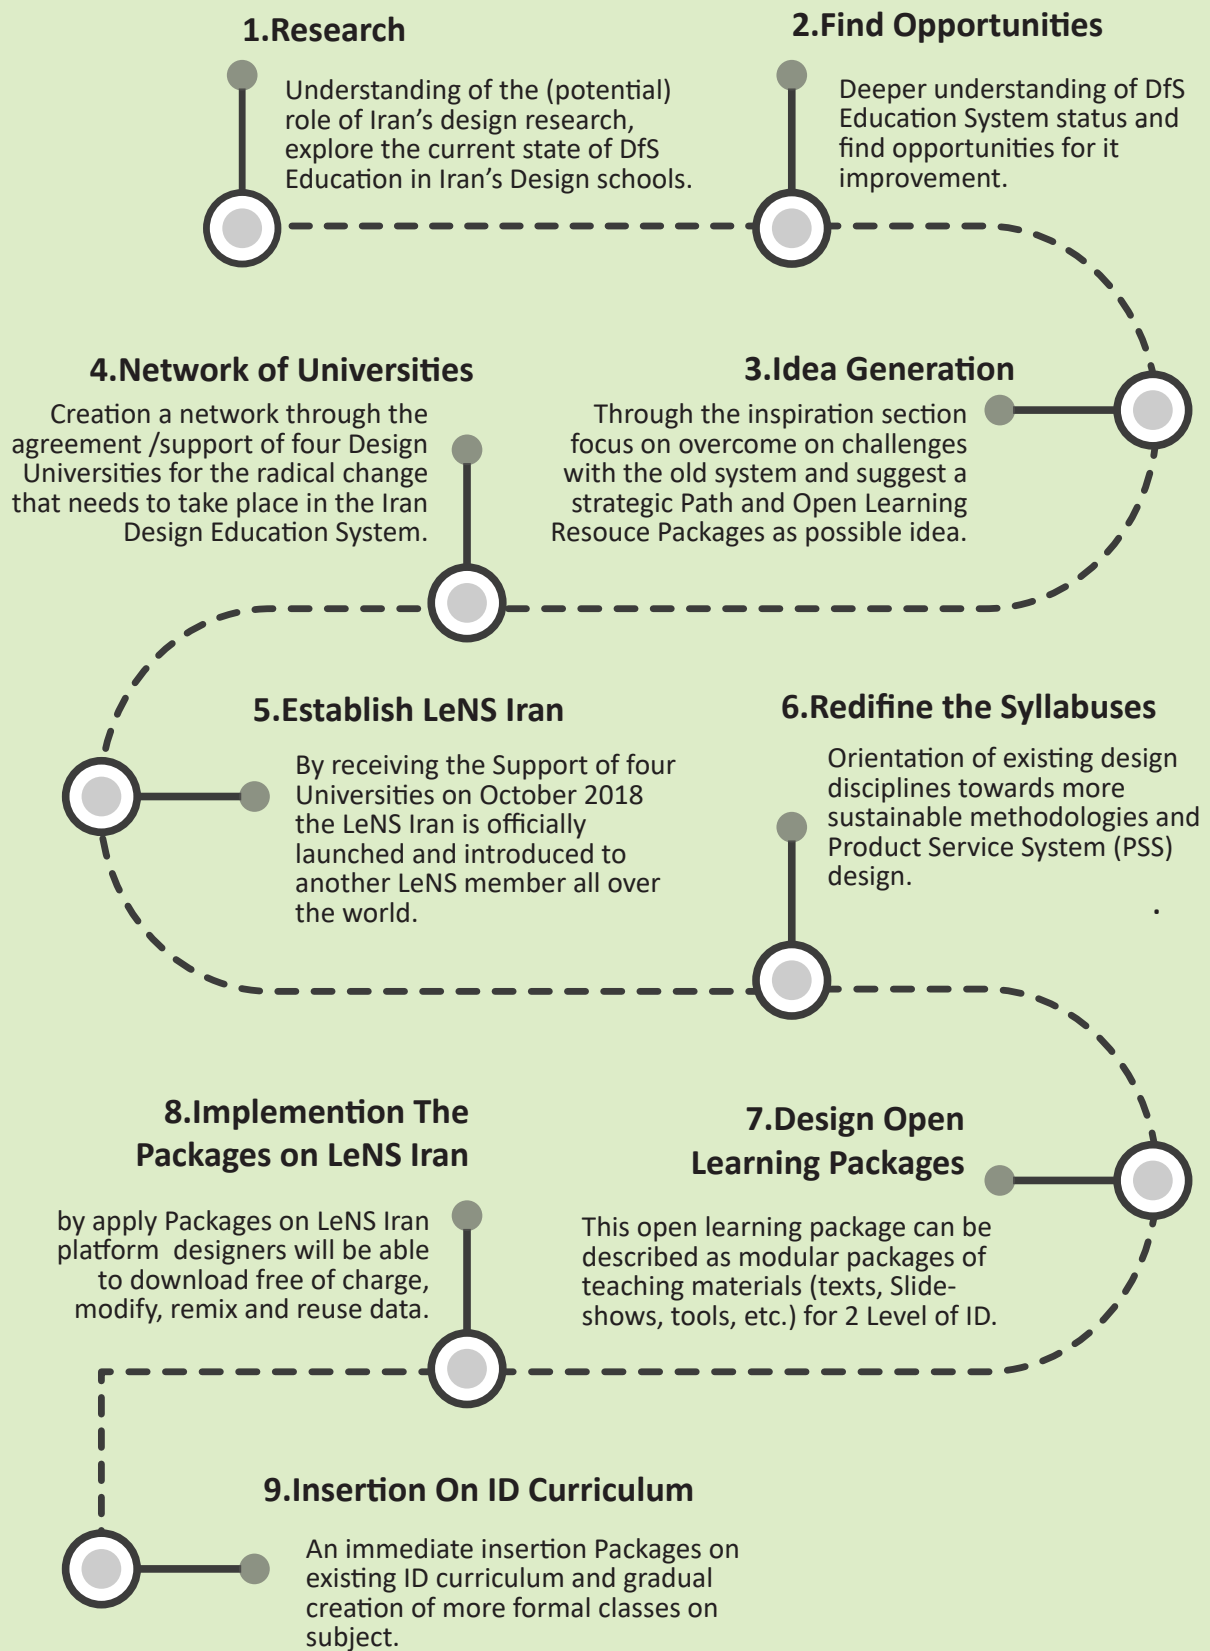 1.Research
Understanding of the (potential)
role of Iran's design research,
explore the current state of DfS
Education in Iran's Design schools.
2.Find Opportunities
Deeper understanding of DfS
Education System status and
find opportunities for it
improvement.
3.Idea Generation
Through the inspiration section
focus on overcome on challenges
with the old system and suggest a
strategic Path and Open Learning
Resouce Packages as possible idea.
4.Network of Universities
Creation a network through the
agreement /support of four Design
Universities for the radical change
that needs to take place in the Iran
Design Education System.
5.Establish LeNS Iran
By receiving the Support of four
Universities on October 2018
the LeNS Iran is officially
launched and introduced to
another LeNS member all over
the world.
6.Redifine the Syllabuses
Orientation of existing design
disciplines towards more
sustainable methodologies and
Product Service System (PSS)
design.
.
7.Design Open
Learning Packages
This open learning package can be
described as modular packages of
teaching materials (texts, Slide-
shows, tools, etc.) for 2 Level of ID.
8.Implemention The
Packages on LeNS Iran
by apply Packages on LeNS Iran
platform  designers will be able
to download free of charge,
modify, remix and reuse data.
9.Insertion On ID Curriculum
An immediate insertion Packages on
existing ID curriculum and gradual
creation of more formal classes on
subject.